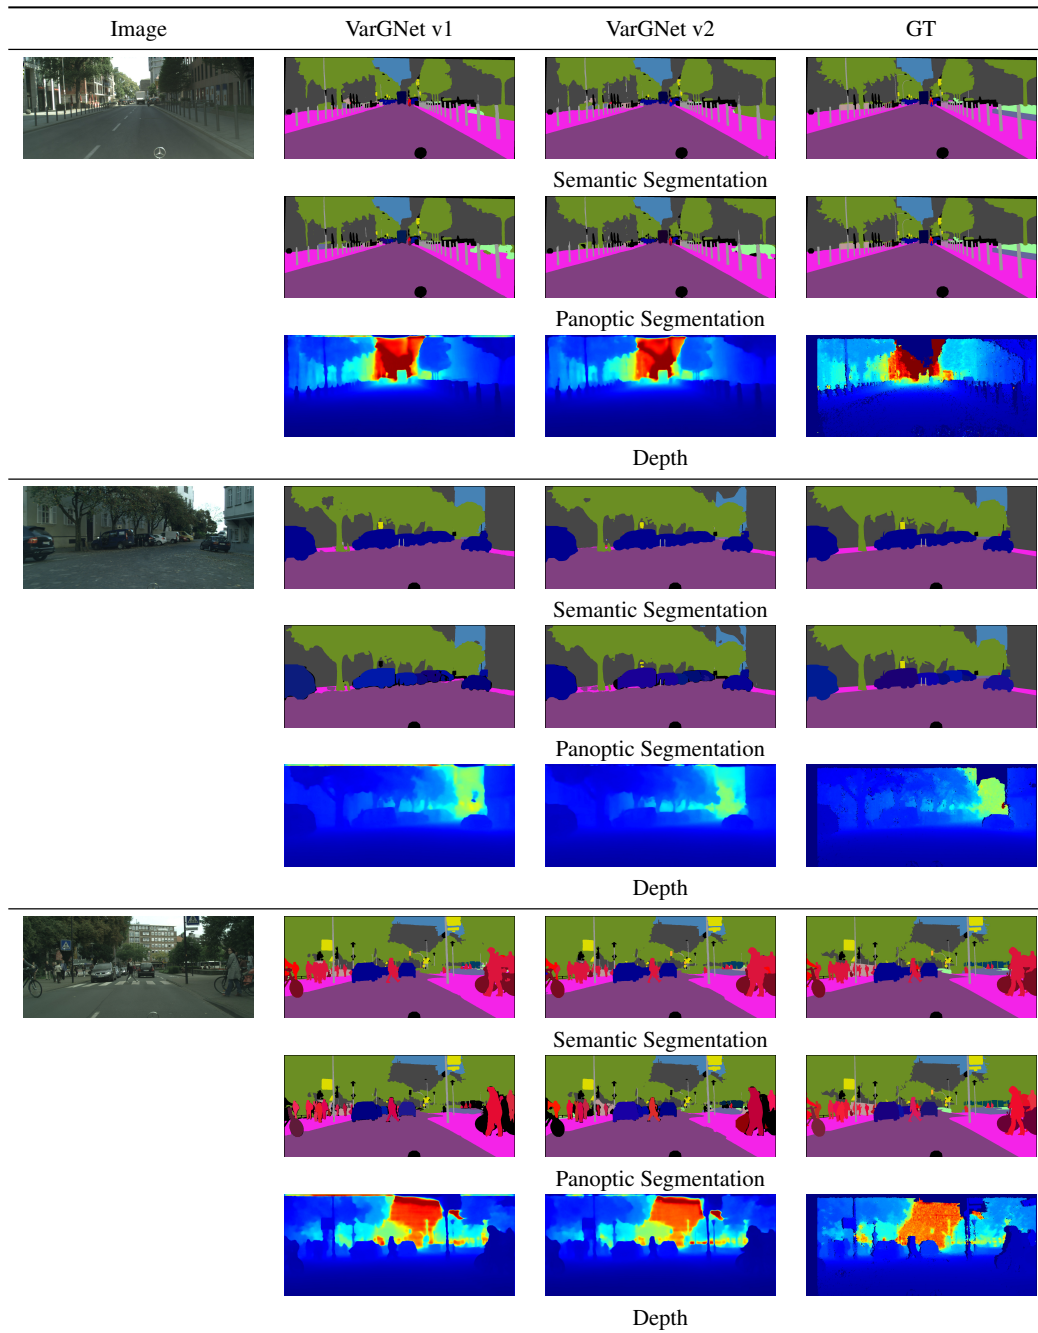 Image VarGNet v1 VarGNet v2 GT
Semantic Segmentation
Panoptic Segmentation
Depth
Semantic Segmentation
Panoptic Segmentation
Depth
Semantic Segmentation
Panoptic Segmentation
Depth